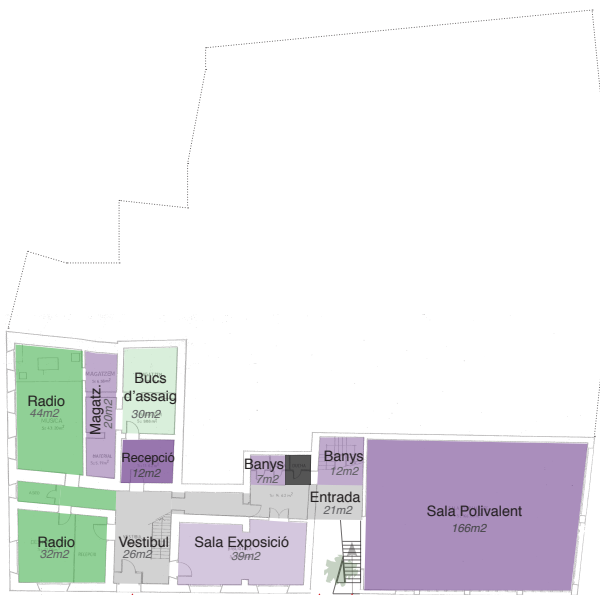 Radio
44m2
Magatz.
20m2
Bucs
d'assaig
30m2
Recepció
12m2
Banys
7m2
Banys
12m2
Entrada
21m2
Sala Polivalent
166m2
Radio
32m2
Vestíbul
26m2
Sala Exposició
39m2